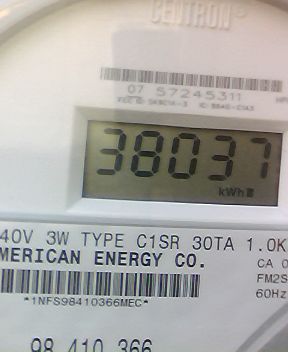 CENTRON®
07 57245311
38037
kWh
40V 3W TYPE C1SR 30TA 1.0K
MERICAN ENERGY CO.
CA 0
FM2S
60Hz
*1NFS98410366MEC*
98 410 366